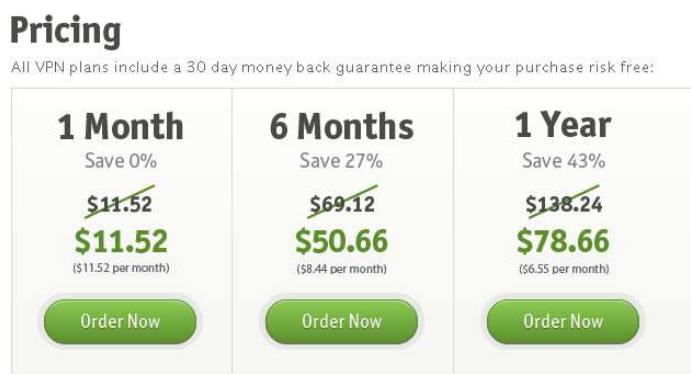 Pricing
All VPN plans include a 30 day money back guarantee making your purchase risk free:
1 Month
Save 0%
$11.52
$11.52
($11.52 per month)
Order Now
6 Months
Save 27%
$69.12
$50.66
($8.44 per month)
Order Now
1 Year
Save 43%
$138.24
$78.66
($6.55 per month)
Order Now